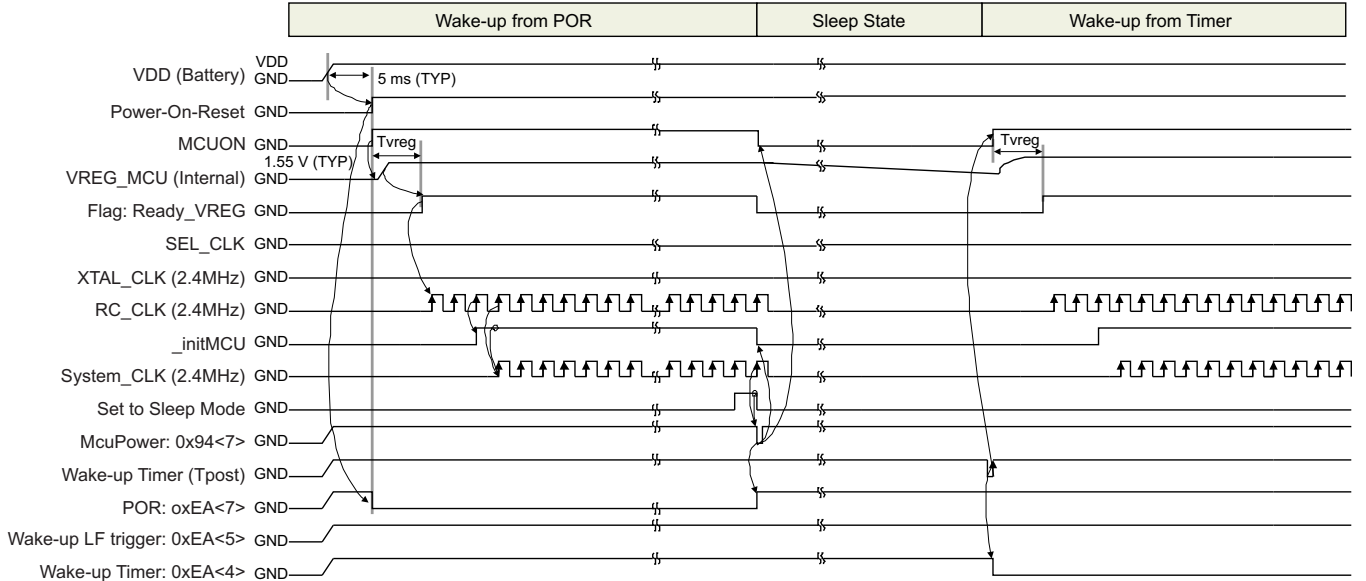 Wake-up from POR Sleep State Wake-up from Timer
VDD (Battery) VDD GND 5 ms (TYP)
Power-On-Reset GND
MCUON GND Tvreg Tvreg
1.55 V (TYP)
VREG_MCU (Internal) GND
Flag: Ready_VREG GND
SEL_CLK GND
XTAL_CLK (2.4MHz) GND
RC_CLK (2.4MHz) GND
_initMCU GND
System_CLK (2.4MHz) GND
Set to Sleep Mode GND
McuPower: 0x94<7> GND
Wake-up Timer (Tpost) GND
POR: oxEA<7> GND
Wake-up LF trigger: 0xEA<5> GND
Wake-up Timer: 0xEA<4> GND